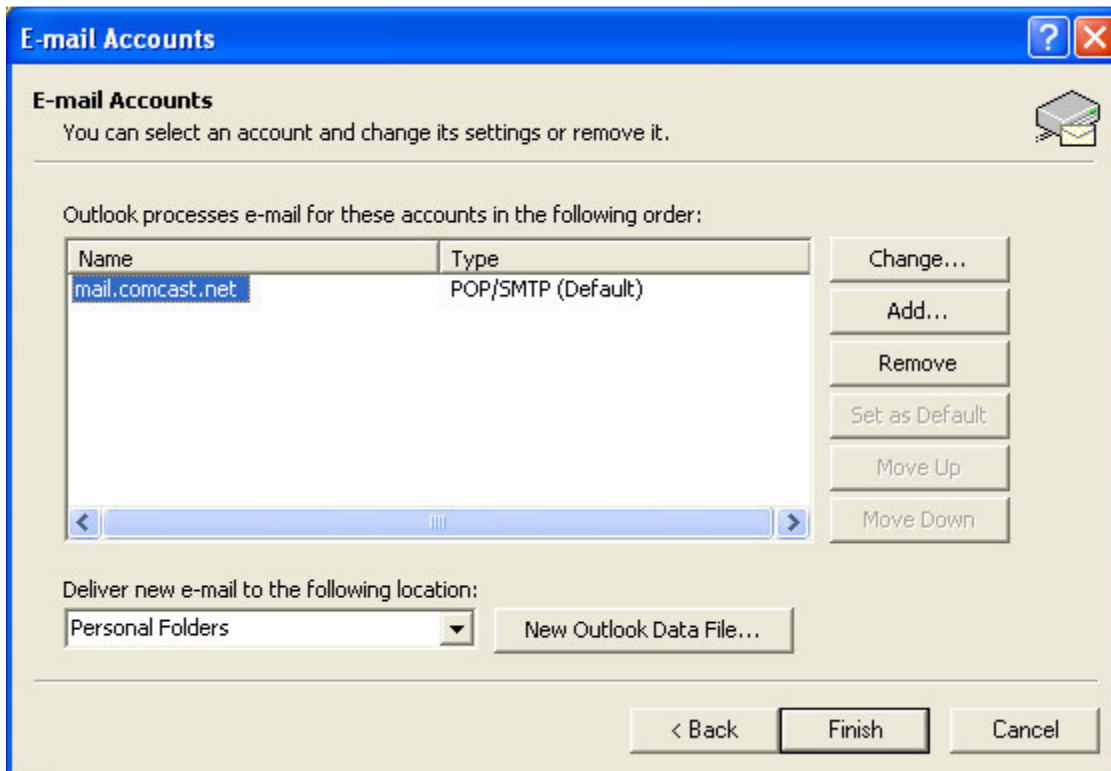 E-mail Accounts
E-mail Accounts
You can select an account and change its settings or remove it.
Outlook processes e-mail for these accounts in the following order:
Name Type
mail.comcast.net POP/SMTP (Default)
Change...
Add...
Remove
Set as Default
Move Up
Move Down
Deliver new e-mail to the following location:
Personal Folders New Outlook Data File...
< Back Finish Cancel